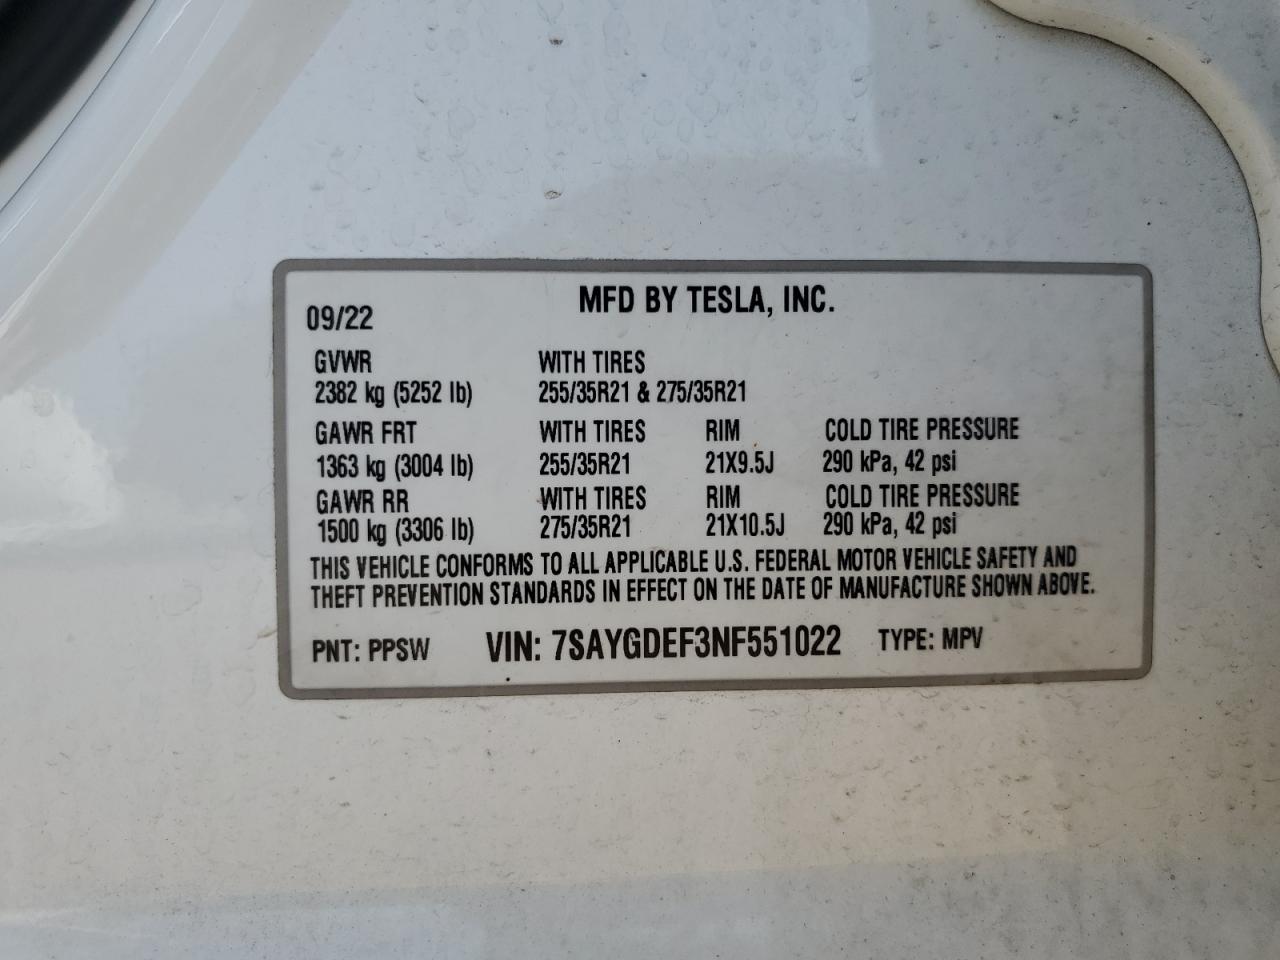 MFD BY TESLA, INC.
09/22
GVWR WITH TIRES
2382 kg (5252 lb) 255/35R21 & 275/35R21
GAWR FRT WITH TIRES RIM COLD TIRE PRESSURE
1363 kg (3004 lb) 255/35R21 21X9.5J 290 kPa, 42 psi
GAWR RR WITH TIRES RIM COLD TIRE PRESSURE
1500 kg (3306 lb) 275/35R21 21X10.5J 290 kPa, 42 psi
THIS VEHICLE CONFORMS TO ALL APPLICABLE U.S. FEDERAL MOTOR VEHICLE SAFETY AND
THEFT PREVENTION STANDARDS IN EFFECT ON THE DATE OF MANUFACTURE SHOWN ABOVE.
PNT: PPSW VIN: 7SAYGDEF3NF551022 TYPE: MPV